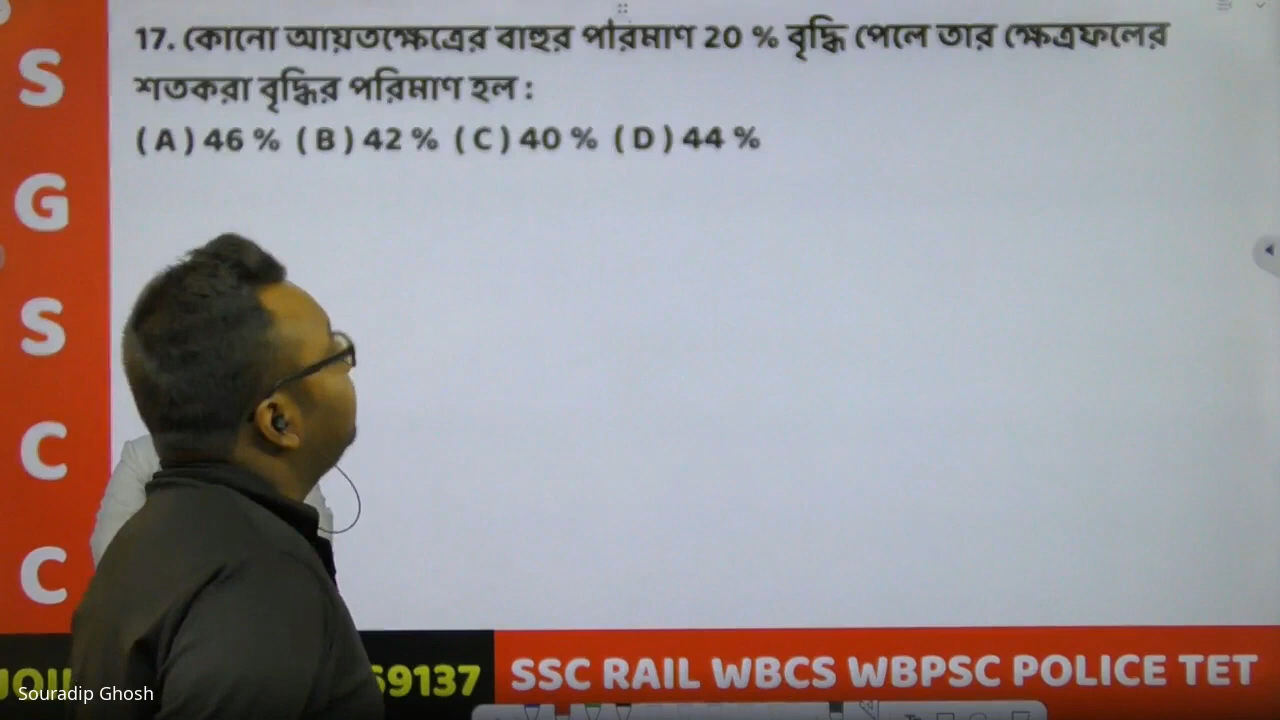 S
G
S
C
C
17. কোনো আয়তক্ষেত্রের বাহুর পরিমাণ 20 % বৃদ্ধি পেলে তার ক্ষেত্রফলের
শতকরা বৃদ্ধির পরিমাণ হল :
( A ) 46 % ( B ) 42 % ( C ) 40 % ( D ) 44 %
59137
SSC RAIL WBCS WBPSC POLICE TET
Souradip Ghosh